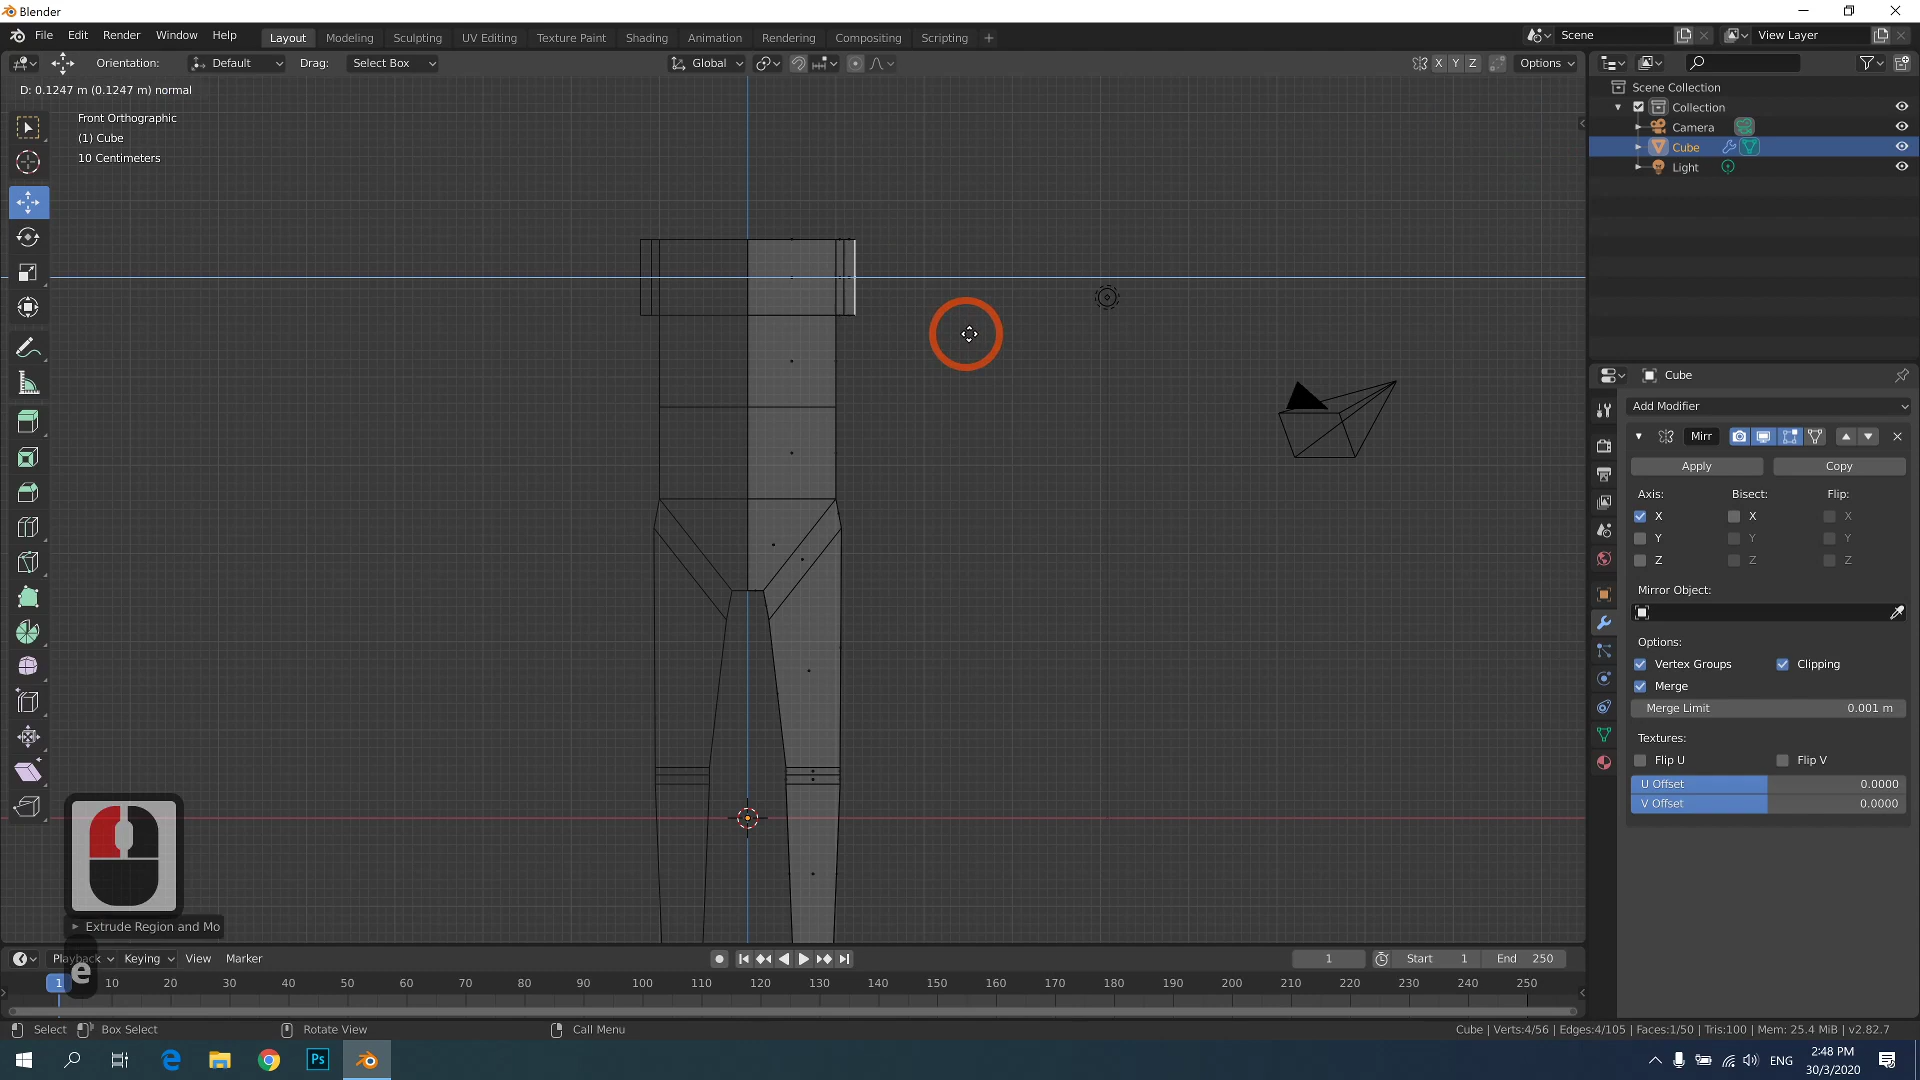 Blender
File Edit Render Window Help
Layout Modeling Sculpting UV Editing Texture Paint Shading Animation Rendering Compositing Scripting +
Scene
View Layer
Orientation: Default Drag: Select Box
Global
X Y Z Options
D: 0.1247 m (0.1247 m) normal
Front Orthographic
(1) Cube
10 Centimeters
Scene Collection
Collection
Camera
Cube
Light
Cube
Add Modifier
Mirr
Apply Copy
Axis: Bisect: Flip:
X X X
Y Y Y
Z Z Z
Mirror Object:
Options:
Vertex Groups Clipping
Merge
Merge Limit 0.001 m
Textures:
Flip U Flip V
U Offset 0.0000
V Offset 0.0000
Extrude Region and Mo
e
Playback Keying View Marker
1 Start 1 End 250
1 10 20 30 40 50 60 70 80 90 100 110 120 130 140 150 160 170 180 190 200 210 220 230 240 250
Select Box Select Rotate View Call Menu
Cube | Verts:4/56 | Edges:4/105 | Faces:1/50 | Tris:100 | Mem: 25.4 MiB | v2.82.7
Ps
ENG
2:48 PM
30/3/2020